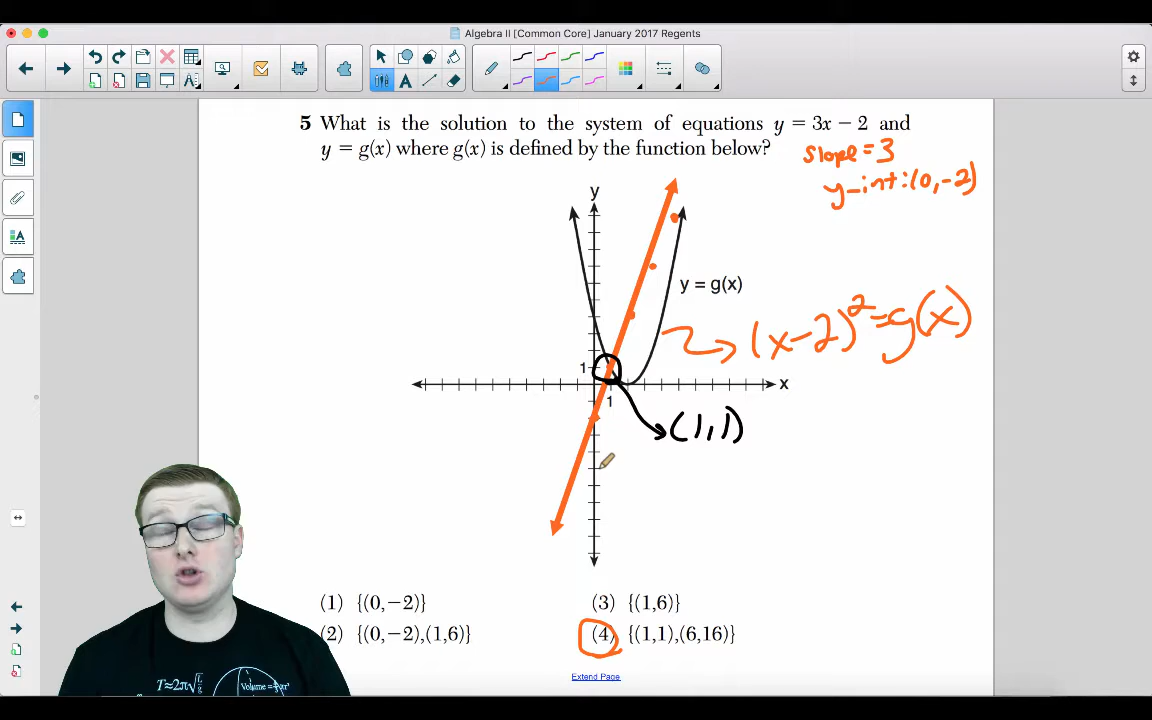 Algebra II [Common Core] January 2017 Regents
5 What is the solution to the system of equations y = 3x − 2 and
y = g(x) where g(x) is defined by the function below?
slope = 3
y-int: (0, -2)
y
y = g(x)
(x-2)² = g(x)
1
x
1
(1,1)
(1) {(0,−2)}
(3) {(1,6)}
(2) {(0,−2),(1,6)}
(4) {(1,1),(6,16)}
T≈2π√L/g
Volume =
Extend Page